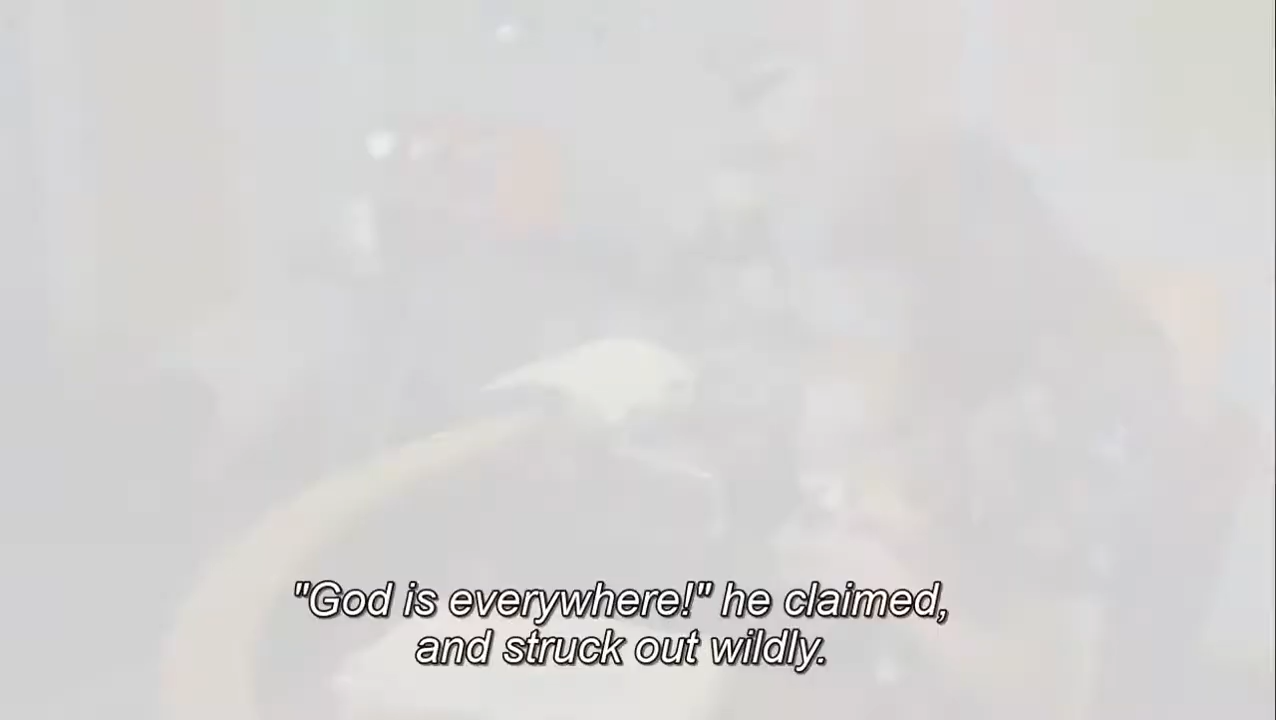 "God is everywhere!" he claimed,
and struck out wildly.